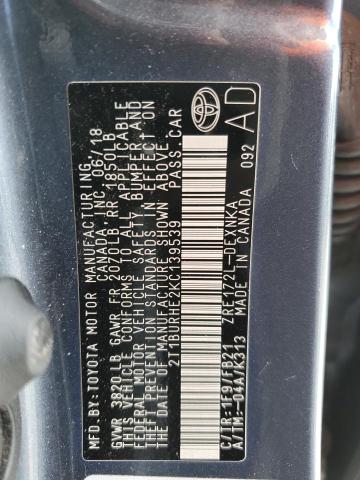 MFD. BY: TOYOTA MOTOR MANUFACTURING
CANADA, INC. 06/18
GVWR 3820 LB GAWR FR 2070 LB RR 1850 LB
THIS VEHICLE CONFORMS TO ALL APPLICABLE
FEDERAL MOTOR VEHICLE SAFETY, BUMPER AND
THEFT PREVENTION STANDARDS IN EFFECT ON
THE DATE OF MANUFACTURE SHOWN ABOVE.
2T1BURHE2KC139539 PASS. CAR
ZRE172L-DEXNKA
C/TR: 1F9/FB21
A/TM: -04A/K313 MADE IN CANADA
092
AD